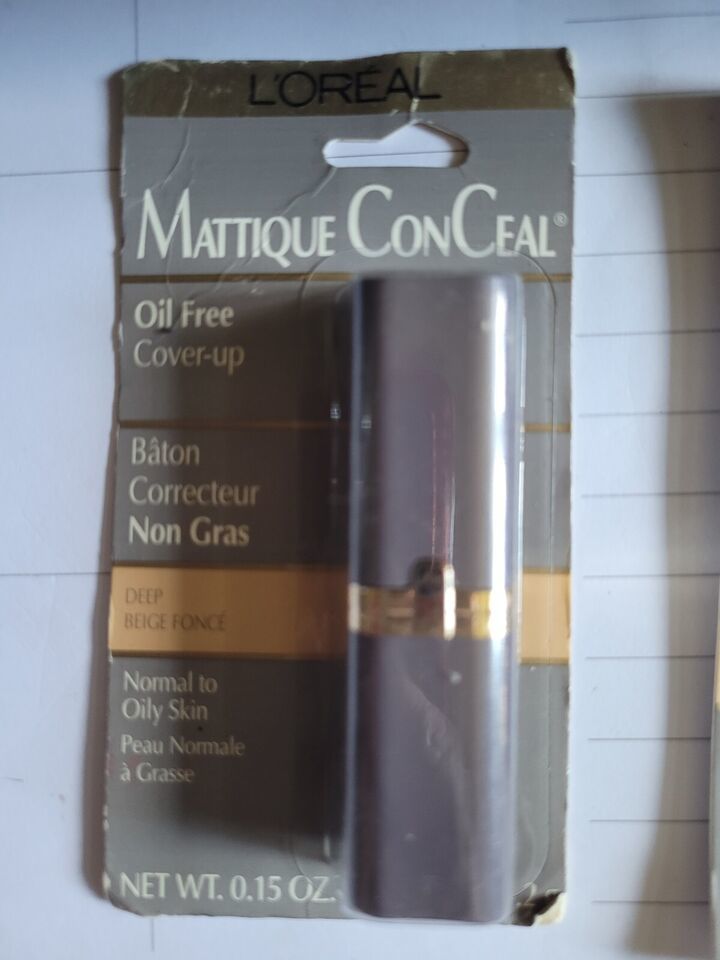 L'ORÉAL
MATTIQUE CONCEAL®
Oil Free
Cover-up
Bâton
Correcteur
Non Gras
DEEP
BEIGE FONCÉ
Normal to
Oily Skin
Peau Normale
à Grasse
NET WT. 0.15 OZ.